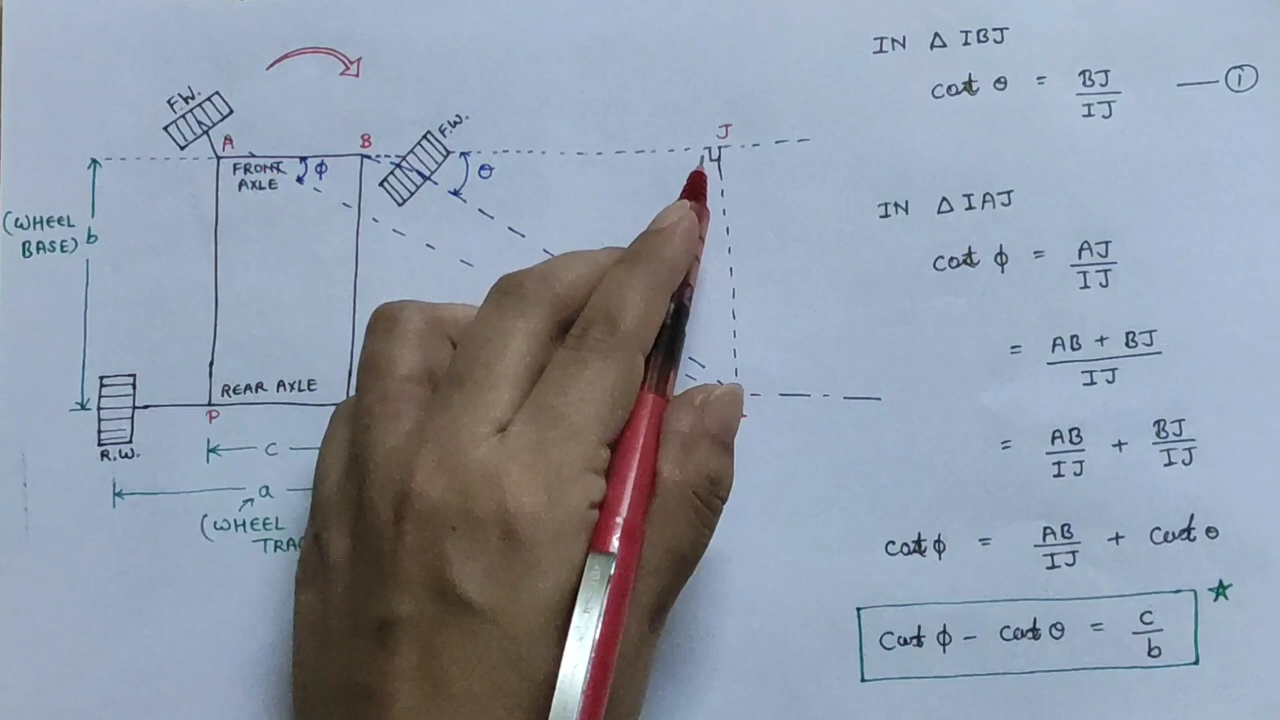 F.W.
A
B
F.W.
FRONT
AXLE
ϕ
θ
J
(WHEEL
BASE) b
REAR AXLE
P
R.W.
c
a
(WHEEL
IN Δ IBJ
cot θ = BJ/IJ — ①
IN Δ IAJ
cot ϕ = AJ/IJ
= AB + BJ/IJ
= AB/IJ + BJ/IJ
cot ϕ = AB/IJ + cot θ
cot ϕ - cot θ = c/b ☆